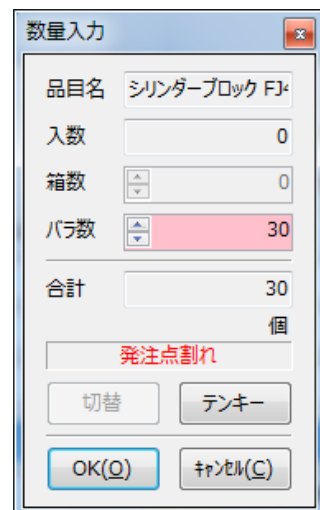 数量入力
品目名 シリンダーブロック FJ4
入数 0
箱数 0
バラ数 30
合計 30
個
発注点割れ
切替 テンキー
OK(O) ｷｬﾝｾﾙ(C)